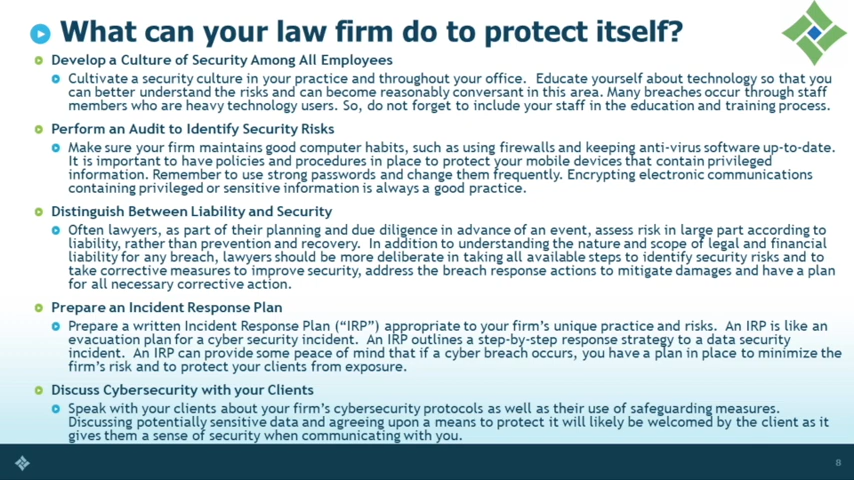 What can your law firm do to protect itself?
Develop a Culture of Security Among All Employees
Cultivate a security culture in your practice and throughout your office. Educate yourself about technology so that you
can better understand the risks and can become reasonably conversant in this area. Many breaches occur through staff
members who are heavy technology users. So, do not forget to include your staff in the education and training process.
Perform an Audit to Identify Security Risks
Make sure your firm maintains good computer habits, such as using firewalls and keeping anti-virus software up-to-date.
It is important to have policies and procedures in place to protect your mobile devices that contain privileged
information. Remember to use strong passwords and change them frequently. Encrypting electronic communications
containing privileged or sensitive information is always a good practice.
Distinguish Between Liability and Security
Often lawyers, as part of their planning and due diligence in advance of an event, assess risk in large part according to
liability, rather than prevention and recovery. In addition to understanding the nature and scope of legal and financial
liability for any breach, lawyers should be more deliberate in taking all available steps to identify security risks and to
take corrective measures to improve security, address the breach response actions to mitigate damages and have a plan
for all necessary corrective action.
Prepare an Incident Response Plan
Prepare a written Incident Response Plan (“IRP”) appropriate to your firm’s unique practice and risks. An IRP is like an
evacuation plan for a cyber security incident. An IRP outlines a step-by-step response strategy to a data security
incident. An IRP can provide some peace of mind that if a cyber breach occurs, you have a plan in place to minimize the
firm’s risk and to protect your clients from exposure.
Discuss Cybersecurity with your Clients
Speak with your clients about your firm’s cybersecurity protocols as well as their use of safeguarding measures.
Discussing potentially sensitive data and agreeing upon a means to protect it will likely be welcomed by the client as it
gives them a sense of security when communicating with you.
8